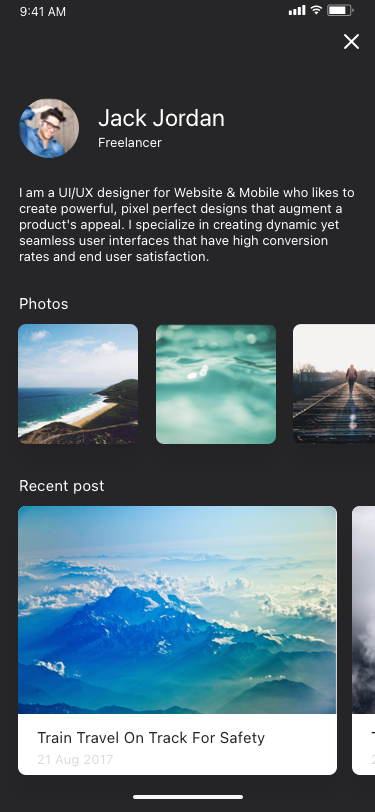 9:41 AM
Jack Jordan
Freelancer
I am a UI/UX designer for Website & Mobile who likes to
create powerful, pixel perfect designs that augment a
product's appeal. I specialize in creating dynamic yet
seamless user interfaces that have high conversion
rates and end user satisfaction.
Photos
Recent post
Train Travel On Track For Safety
21 Aug 2017